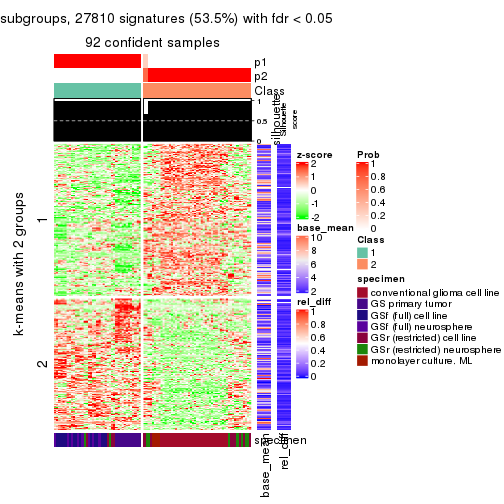 subgroups, 27810 signatures (53.5%) with fdr < 0.05
92 confident samples
p1
p2
Class
1
0.5
0
silhouette
Silhouette
score
k-means with 2 groups
1
2
specimen
base_mean
rel_diff
z-score
2
1
0
-1
-2
base_mean
10
8
6
4
2
rel_diff
1
0.8
0.6
0.4
0.2
0
Prob
1
0.8
0.6
0.4
0.2
0
Class
1
2
specimen
conventional glioma cell line
GS primary tumor
GSf (full) cell line
GSf (full) neurosphere
GSr (restricted) cell line
GSr (restricted) neurosphere
monolayer culture. ML